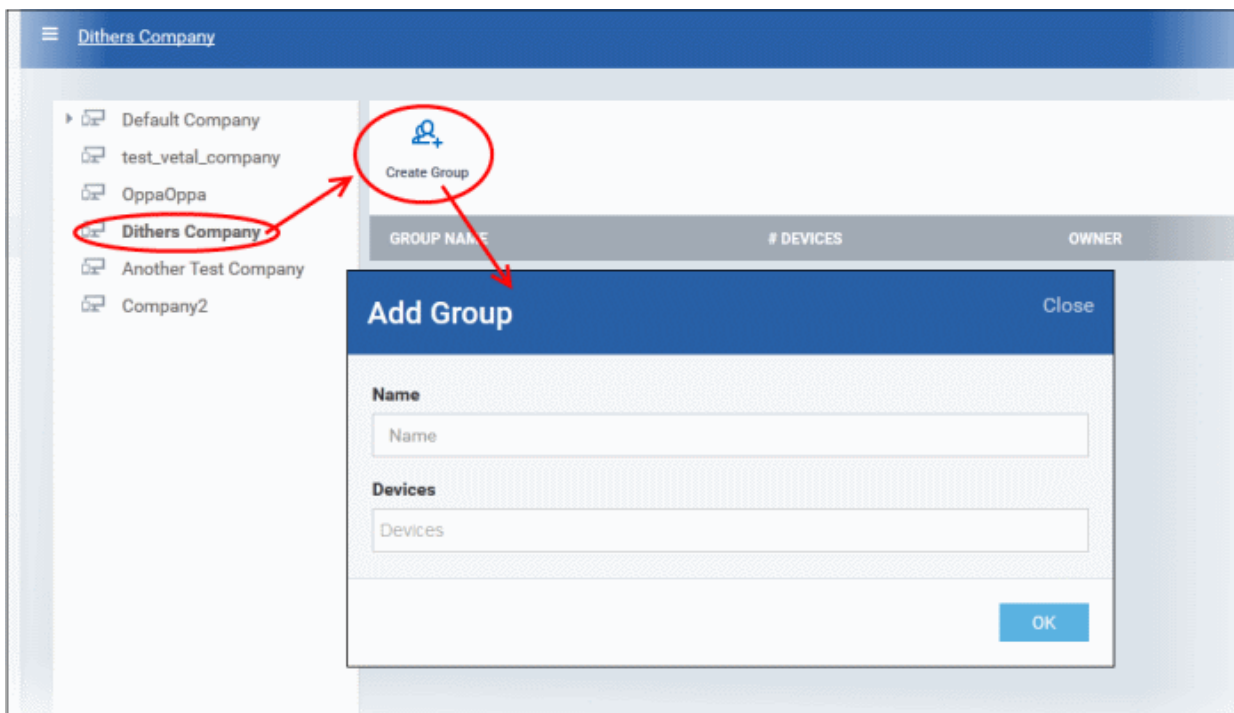 Dithers Company
Default Company
test_vetal_company
OppaOppa
Dithers Company
Another Test Company
Company2
Create Group
GROUP NAME # DEVICES OWNER
Add Group Close
Name
Name
Devices
Devices
OK